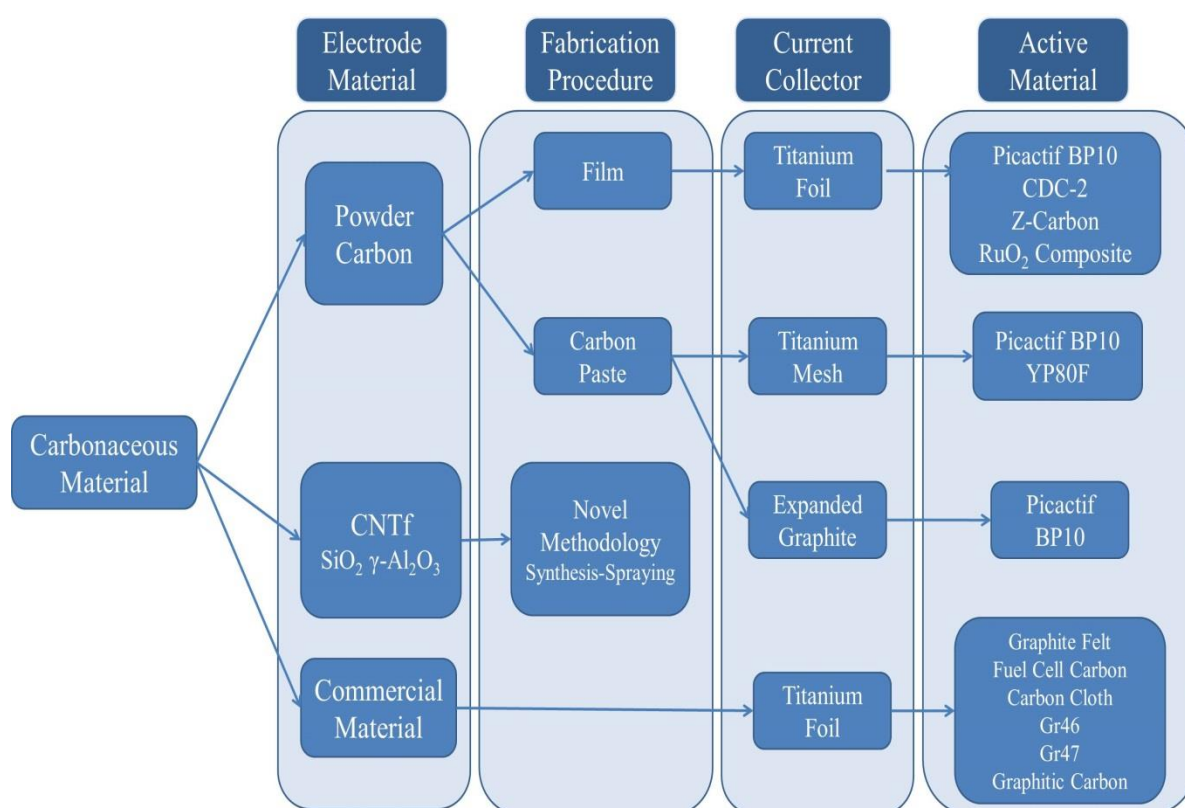 Electrode
Material
Fabrication
Procedure
Current
Collector
Active
Material
Carbonaceous
Material
Powder
Carbon
CNTf
SiO₂ γ-Al₂O₃
Commercial
Material
Film
Carbon
Paste
Novel
Methodology
Synthesis-Spraying
Titanium
Foil
Titanium
Mesh
Expanded
Graphite
Titanium
Foil
Picactif BP10
CDC-2
Z-Carbon
RuO₂ Composite
Picactif BP10
YP80F
Picactif
BP10
Graphite Felt
Fuel Cell Carbon
Carbon Cloth
Gr46
Gr47
Graphitic Carbon